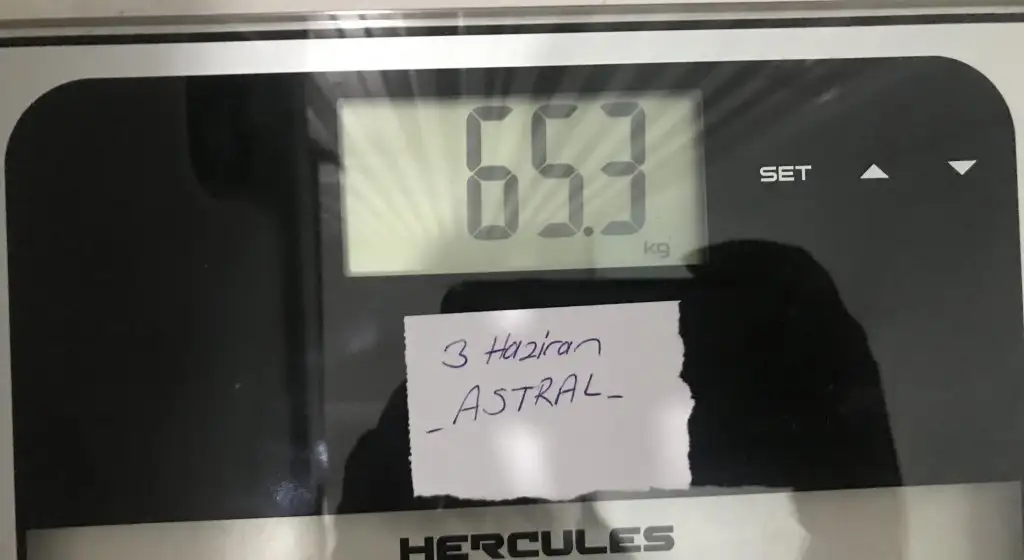 65.3
kg
SET
3 Haziran
_ASTRAL_
HERCULES